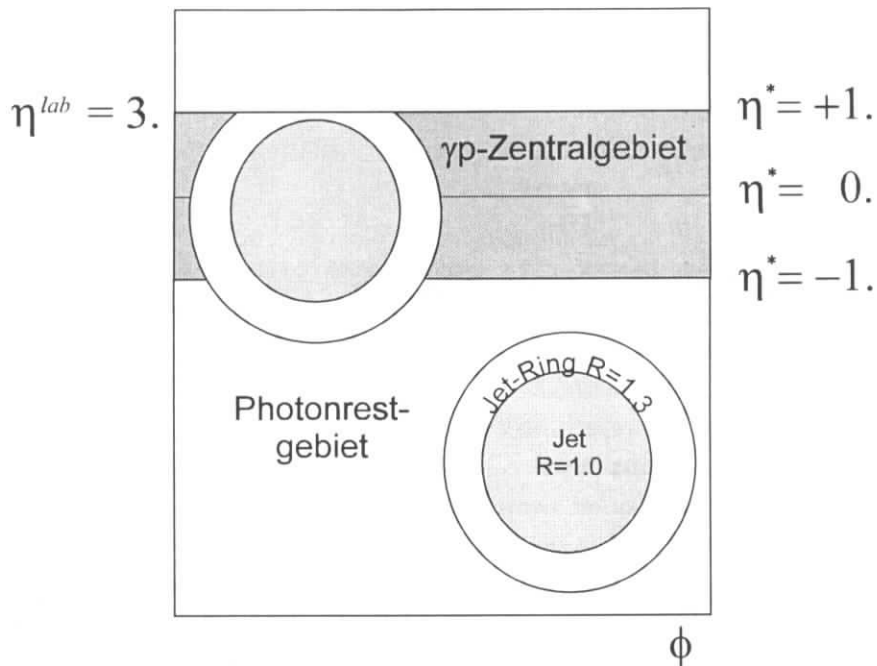 η^lab = 3.
η* = +1.
γp-Zentralgebiet
η* = 0.
η* = −1.
Jet-Ring R=1.3
Photonrest-
gebiet
Jet
R=1.0
ϕ